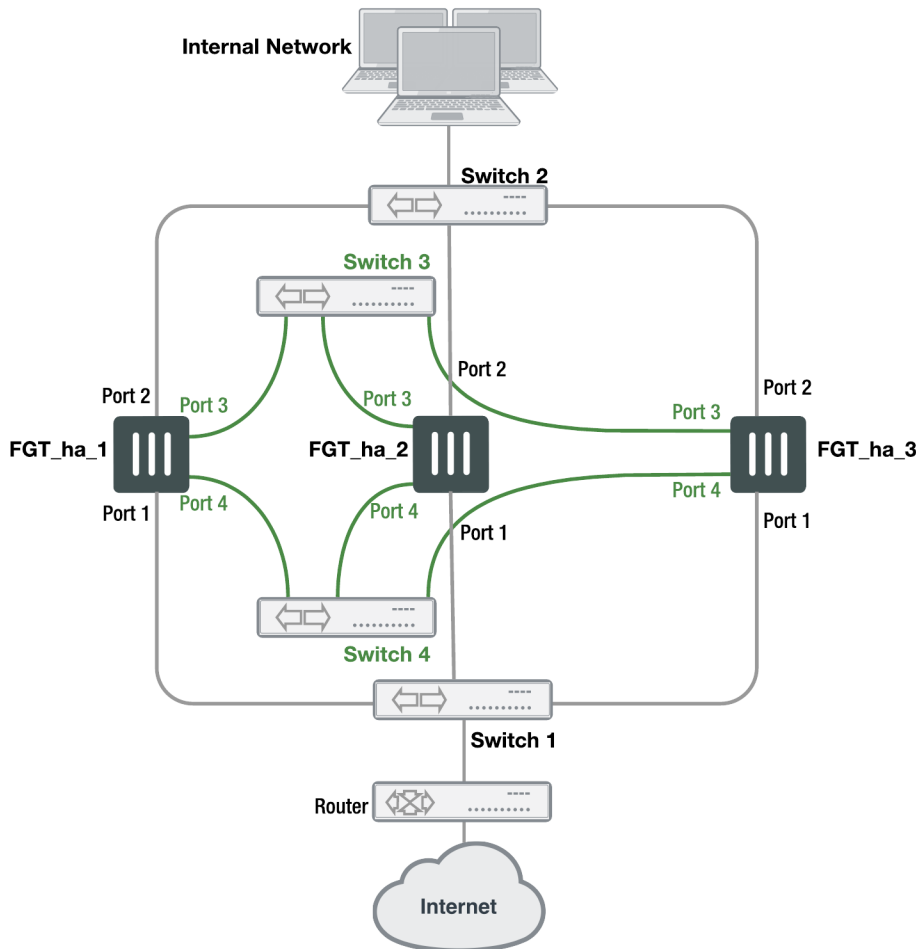 Internal Network
Switch 2
Switch 3
Port 2
Port 2
Port 2
Port 3
Port 3
Port 3
FGT_ha_1
FGT_ha_2
FGT_ha_3
Port 4
Port 4
Port 4
Port 1
Port 1
Port 1
Switch 4
Switch 1
Router
Internet